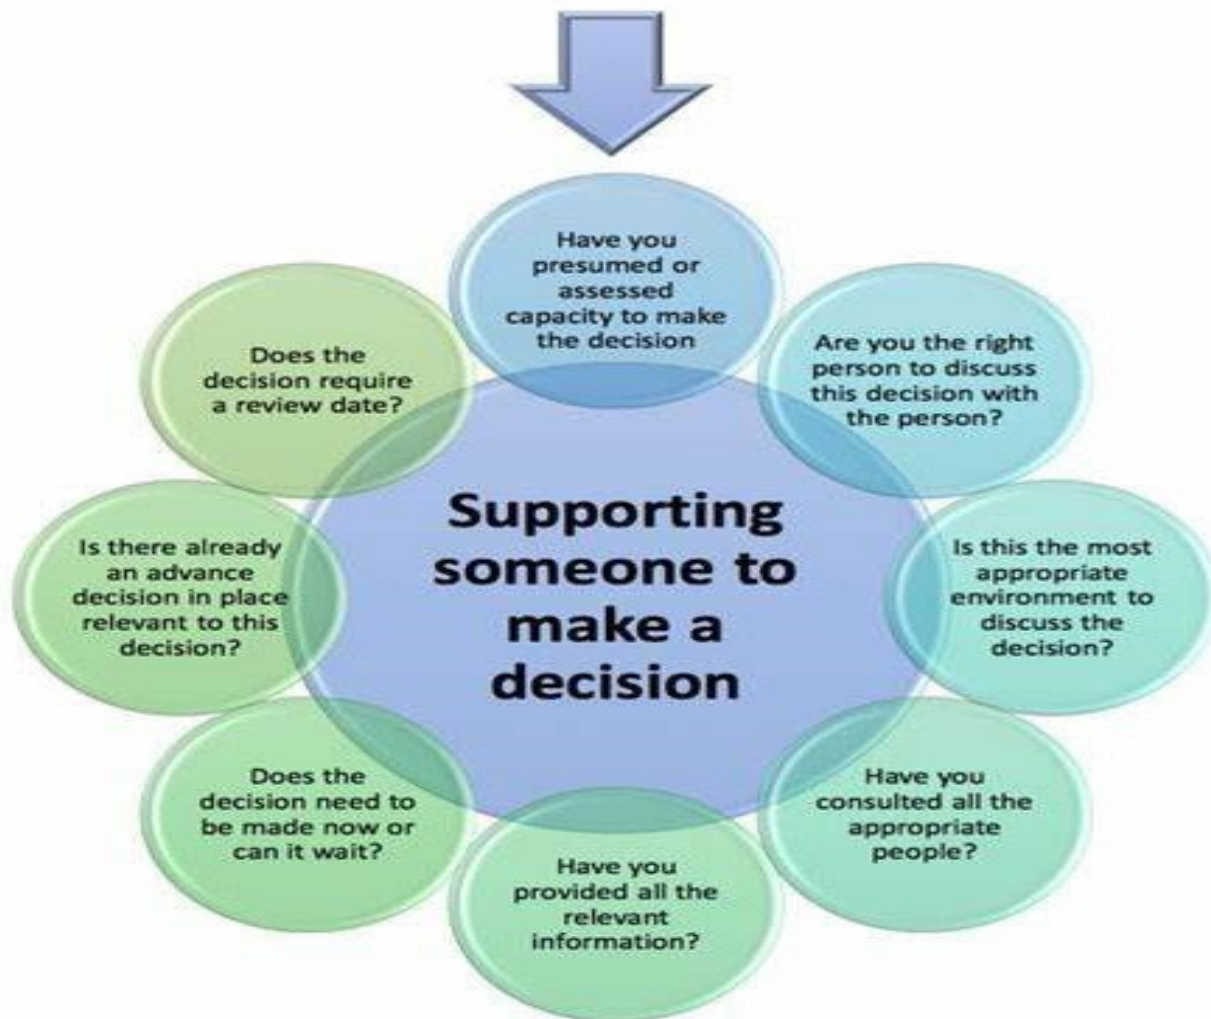 Have you
presumed or
assessed
capacity to make
the decision
Are you the right
person to discuss
this decision with
the person?
Is this the most
appropriate
environment to
discuss the
decision?
Have you
consulted all the
appropriate
people?
Have you
provided all the
relevant
information?
Does the
decision need to
be made now or
can it wait?
Is there already
an advance
decision in place
relevant to this
decision?
Does the
decision require
a review date?
Supporting
someone to
make a
decision